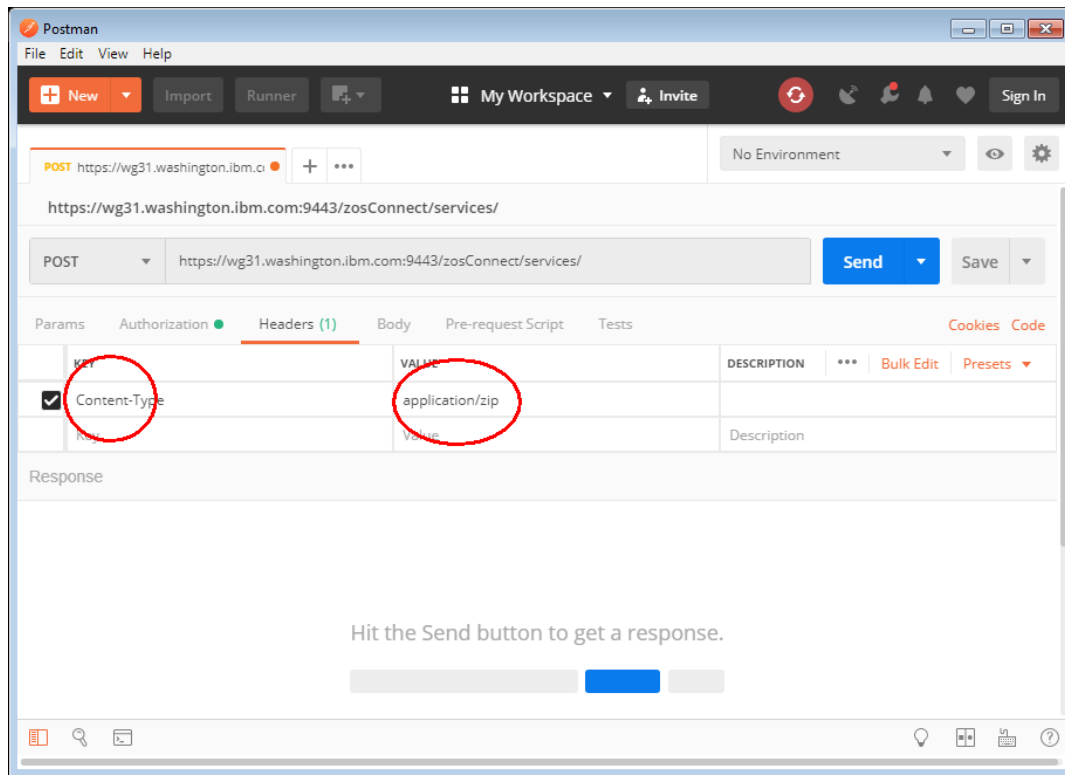 Postman
File Edit View Help
New Import Runner My Workspace Invite Sign In
POST https://wg31.washington.ibm.c No Environment
https://wg31.washington.ibm.com:9443/zosConnect/services/
POST https://wg31.washington.ibm.com:9443/zosConnect/services/ Send Save
Params Authorization Headers (1) Body Pre-request Script Tests Cookies Code
KEY VALUE DESCRIPTION Bulk Edit Presets
Content-Type application/zip
Key Value Description
Response
Hit the Send button to get a response.